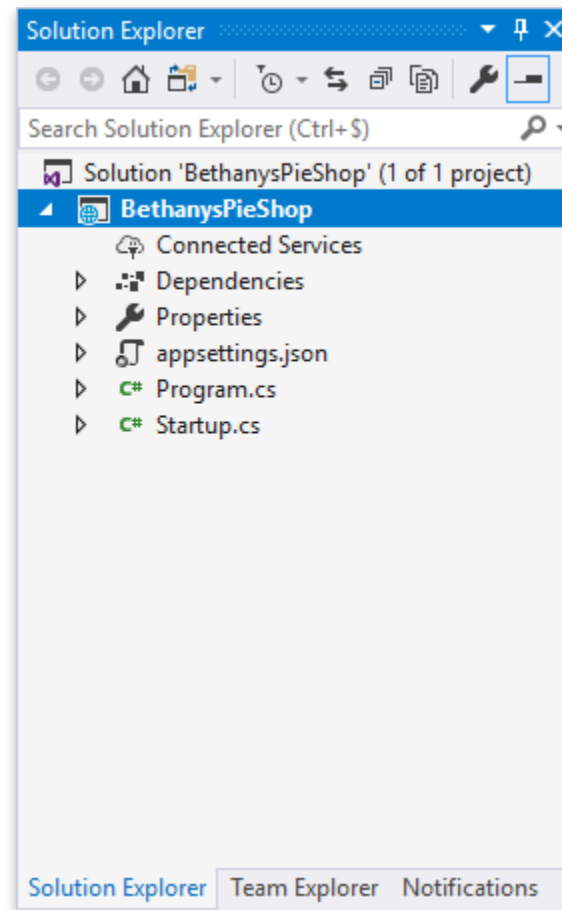 Solution Explorer
Search Solution Explorer (Ctrl+$)
Solution 'BethanysPieShop' (1 of 1 project)
BethanysPieShop
Connected Services
Dependencies
Properties
appsettings.json
C# Program.cs
C# Startup.cs
Solution Explorer Team Explorer Notifications